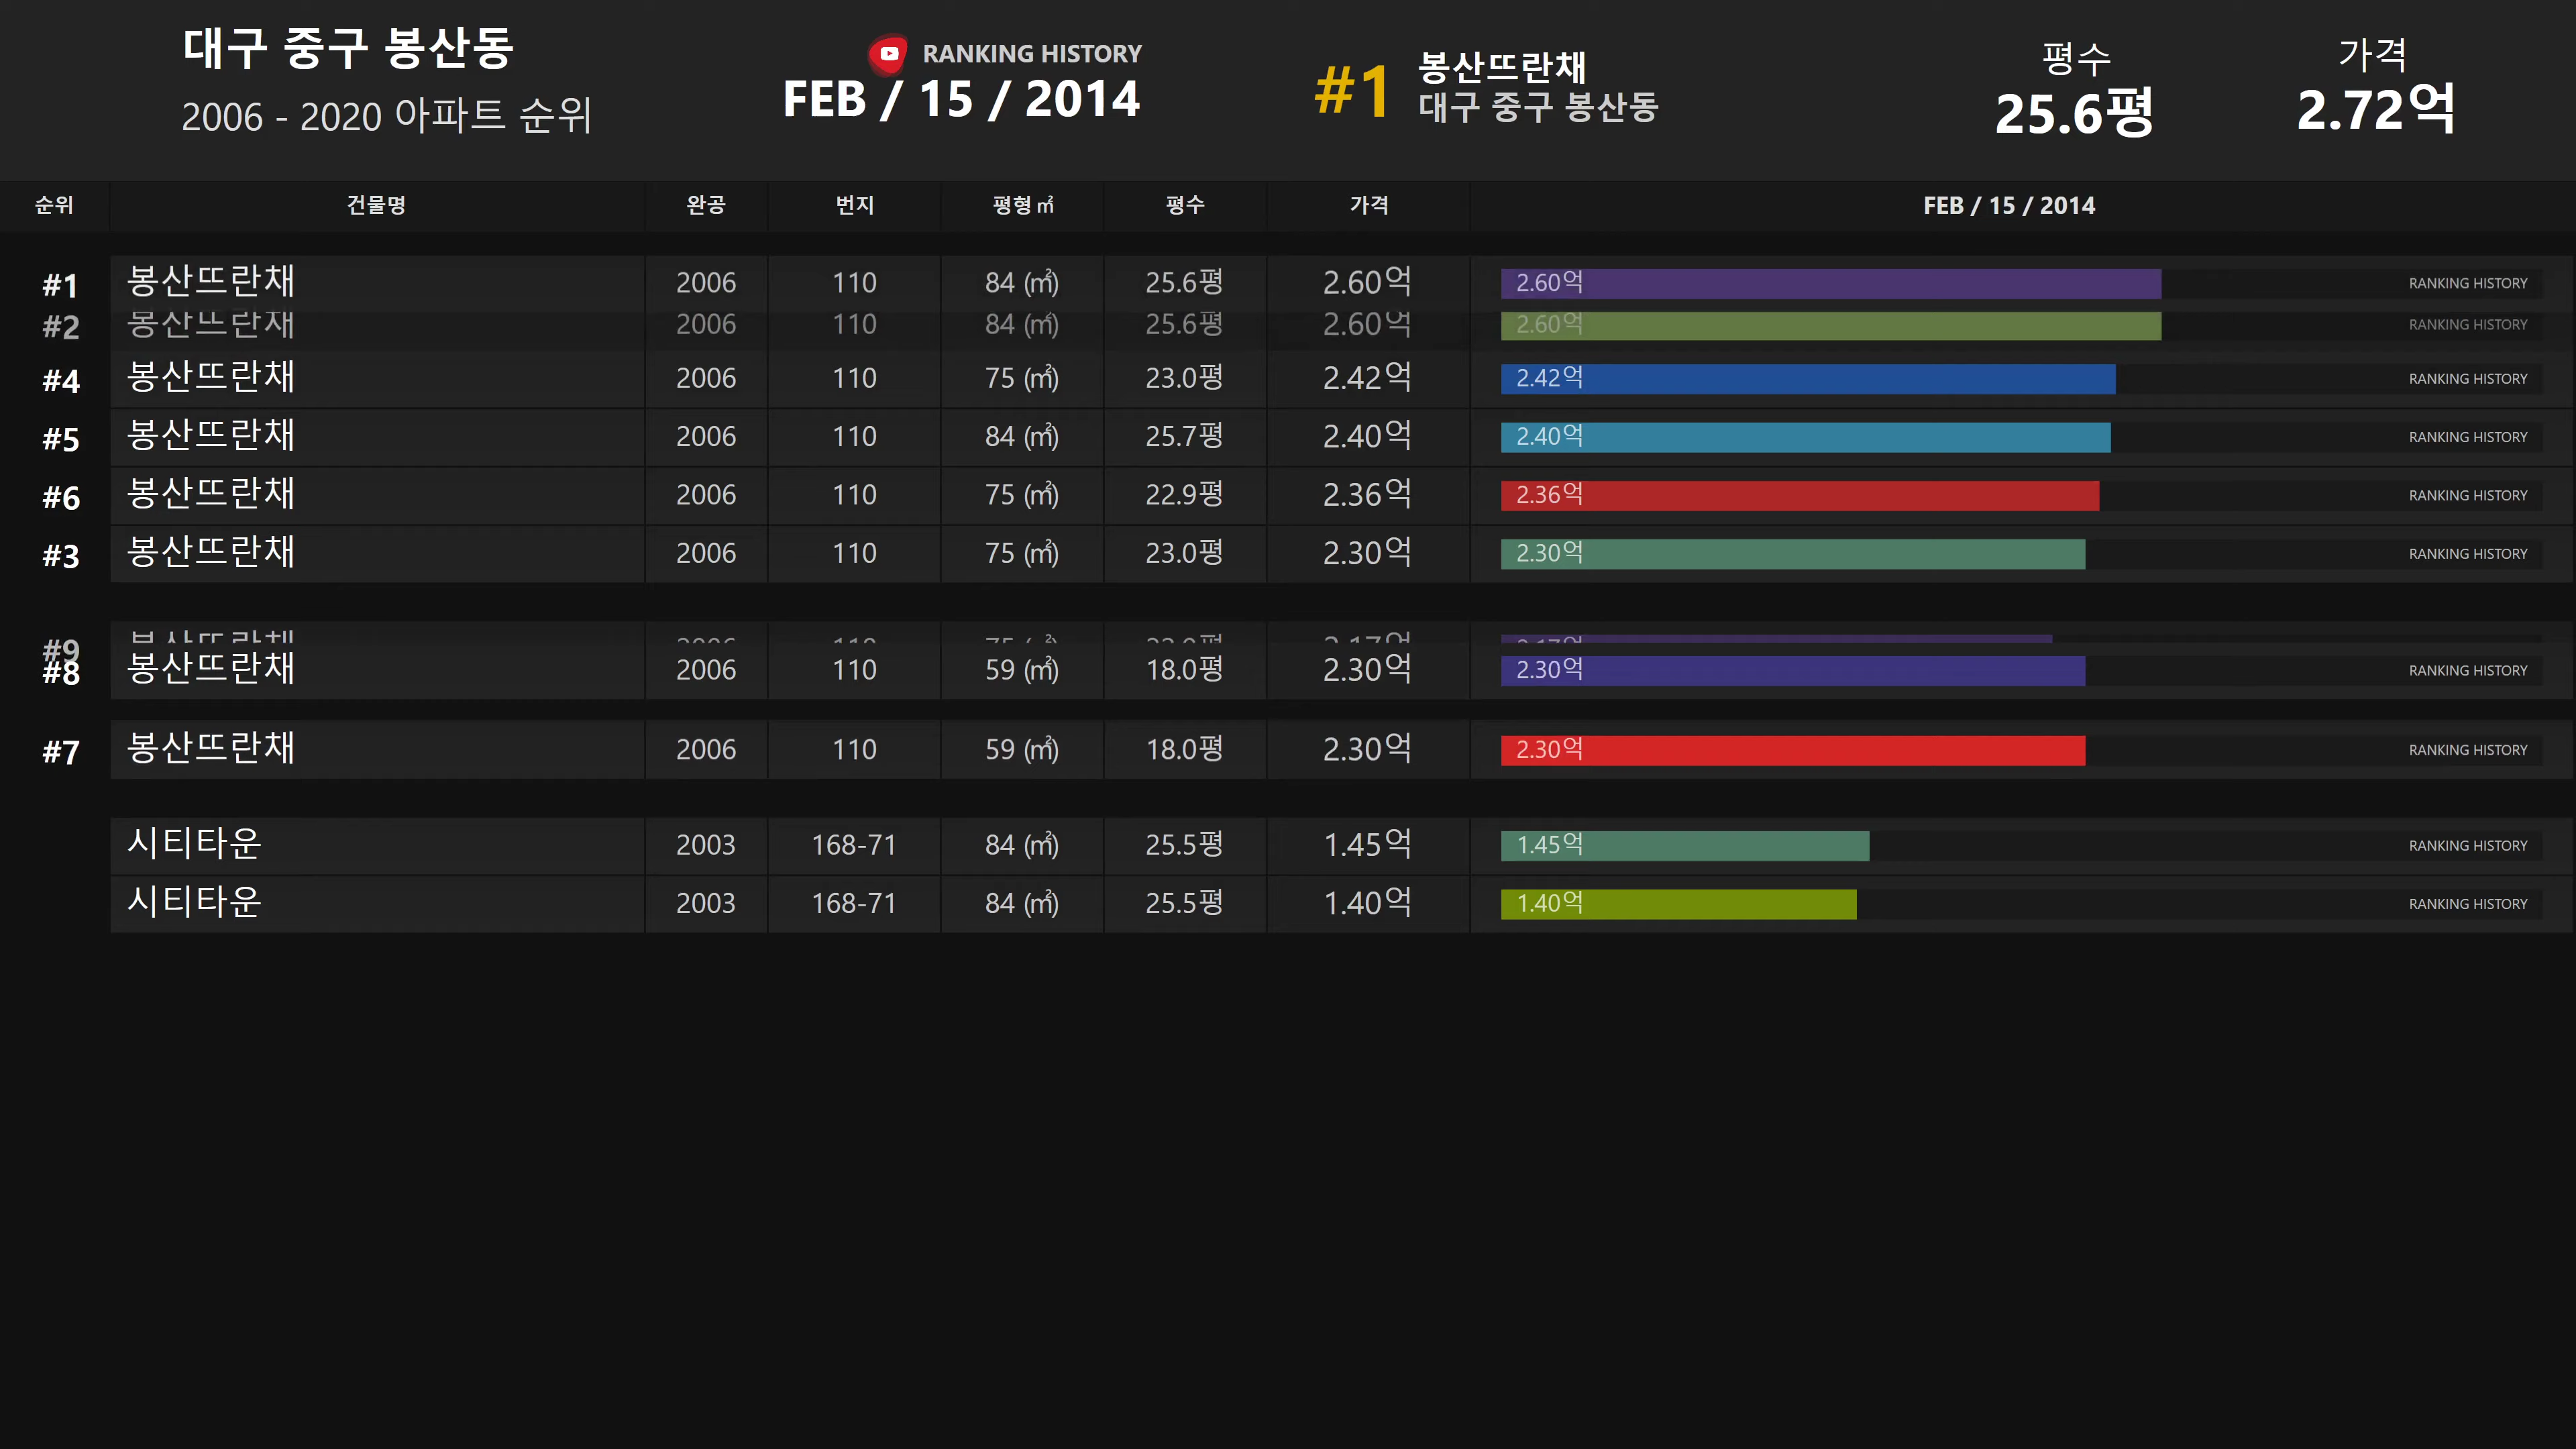 대구 중구 봉산동
2006 - 2020 아파트 순위
RANKING HISTORY
FEB / 15 / 2014
#1 봉산뜨란채
대구 중구 봉산동
평수
25.6평
가격
2.72억
순위 건물명 완공 번지 평형㎡ 평수 가격 FEB / 15 / 2014
#1 봉산뜨란채 2006 110 84 (㎡) 25.6평 2.60억 2.60억 RANKING HISTORY
#2 봉산뜨란채 2006 110 84 (㎡) 25.6평 2.60억 2.60억 RANKING HISTORY
#4 봉산뜨란채 2006 110 75 (㎡) 23.0평 2.42억 2.42억 RANKING HISTORY
#5 봉산뜨란채 2006 110 84 (㎡) 25.7평 2.40억 2.40억 RANKING HISTORY
#6 봉산뜨란채 2006 110 75 (㎡) 22.9평 2.36억 2.36억 RANKING HISTORY
#3 봉산뜨란채 2006 110 75 (㎡) 23.0평 2.30억 2.30억 RANKING HISTORY
#9
#8 봉산뜨란채 2006 110 59 (㎡) 18.0평 2.30억 2.30억 RANKING HISTORY
#7 봉산뜨란채 2006 110 59 (㎡) 18.0평 2.30억 2.30억 RANKING HISTORY
시티타운 2003 168-71 84 (㎡) 25.5평 1.45억 1.45억 RANKING HISTORY
시티타운 2003 168-71 84 (㎡) 25.5평 1.40억 1.40억 RANKING HISTORY